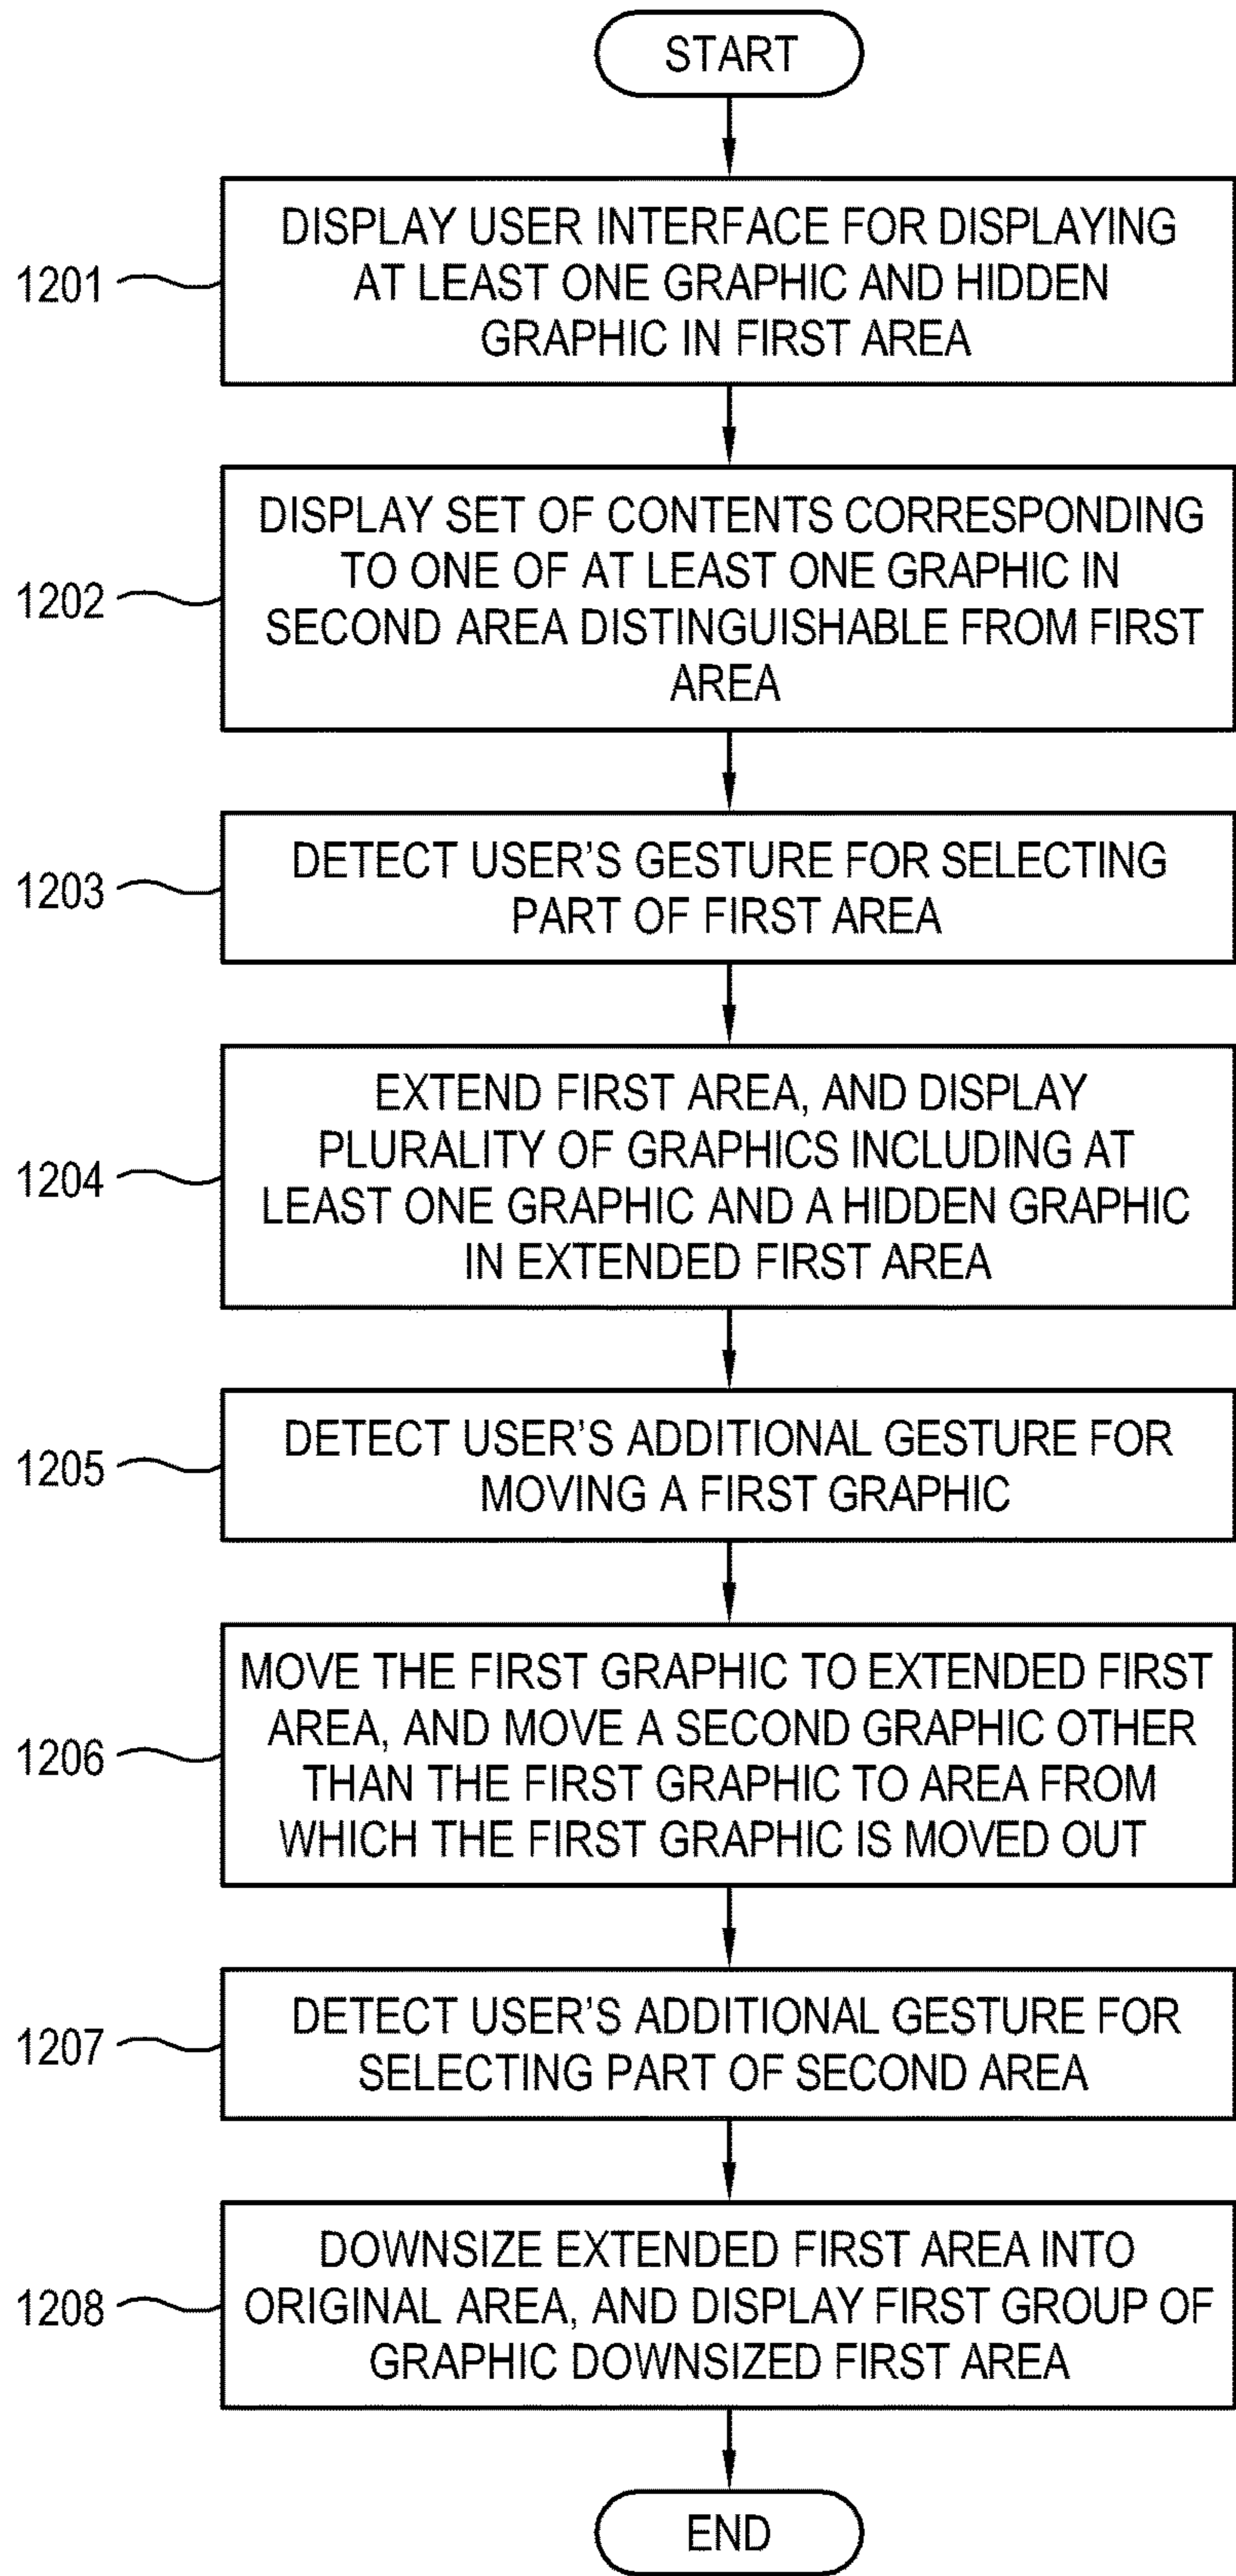 START
DISPLAY USER INTERFACE FOR DISPLAYING
AT LEAST ONE GRAPHIC AND HIDDEN
GRAPHIC IN FIRST AREA
1201
DISPLAY SET OF CONTENTS CORRESPONDING
TO ONE OF AT LEAST ONE GRAPHIC IN
SECOND AREA DISTINGUISHABLE FROM FIRST
AREA
1202
DETECT USER'S GESTURE FOR SELECTING
PART OF FIRST AREA
1203
EXTEND FIRST AREA, AND DISPLAY
PLURALITY OF GRAPHICS INCLUDING AT
LEAST ONE GRAPHIC AND A HIDDEN GRAPHIC
IN EXTENDED FIRST AREA
1204
DETECT USER'S ADDITIONAL GESTURE FOR
MOVING A FIRST GRAPHIC
1205
MOVE THE FIRST GRAPHIC TO EXTENDED FIRST
AREA, AND MOVE A SECOND GRAPHIC OTHER
THAN THE FIRST GRAPHIC TO AREA FROM
WHICH THE FIRST GRAPHIC IS MOVED OUT
1206
DETECT USER'S ADDITIONAL GESTURE FOR
SELECTING PART OF SECOND AREA
1207
DOWNSIZE EXTENDED FIRST AREA INTO
ORIGINAL AREA, AND DISPLAY FIRST GROUP OF
GRAPHIC DOWNSIZED FIRST AREA
1208
END